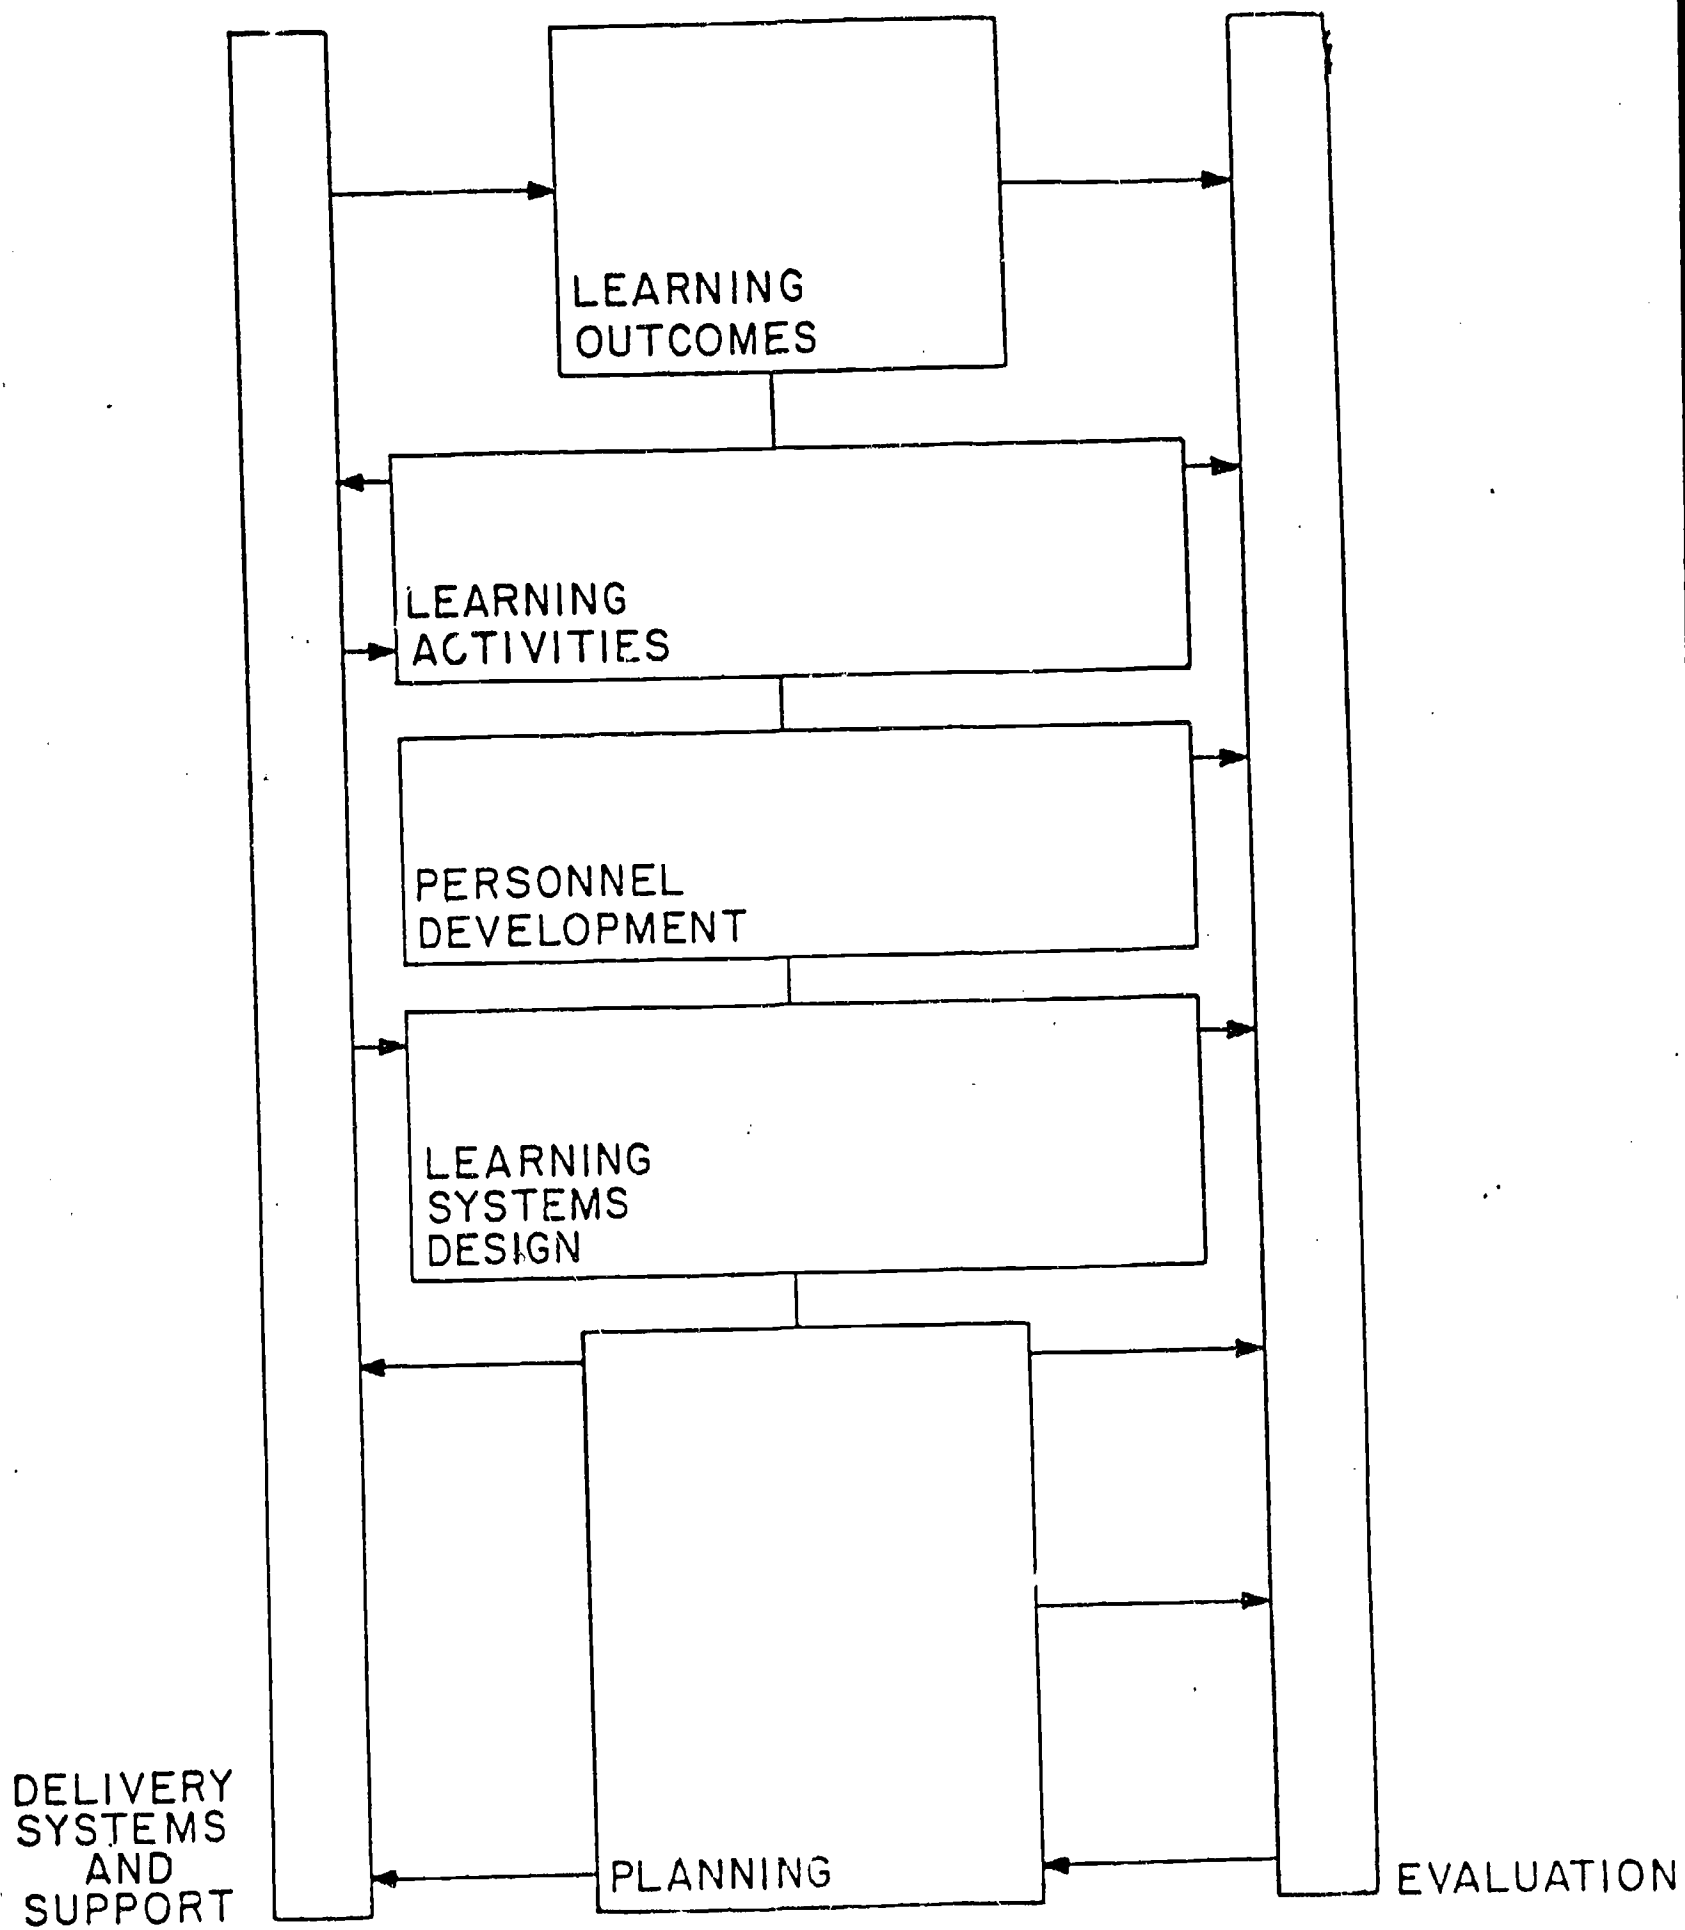 LEARNING
OUTCOMES
LEARNING
ACTIVITIES
PERSONNEL
DEVELOPMENT
LEARNING
SYSTEMS
DESIGN
PLANNING
DELIVERY
SYSTEMS
AND
SUPPORT
EVALUATION